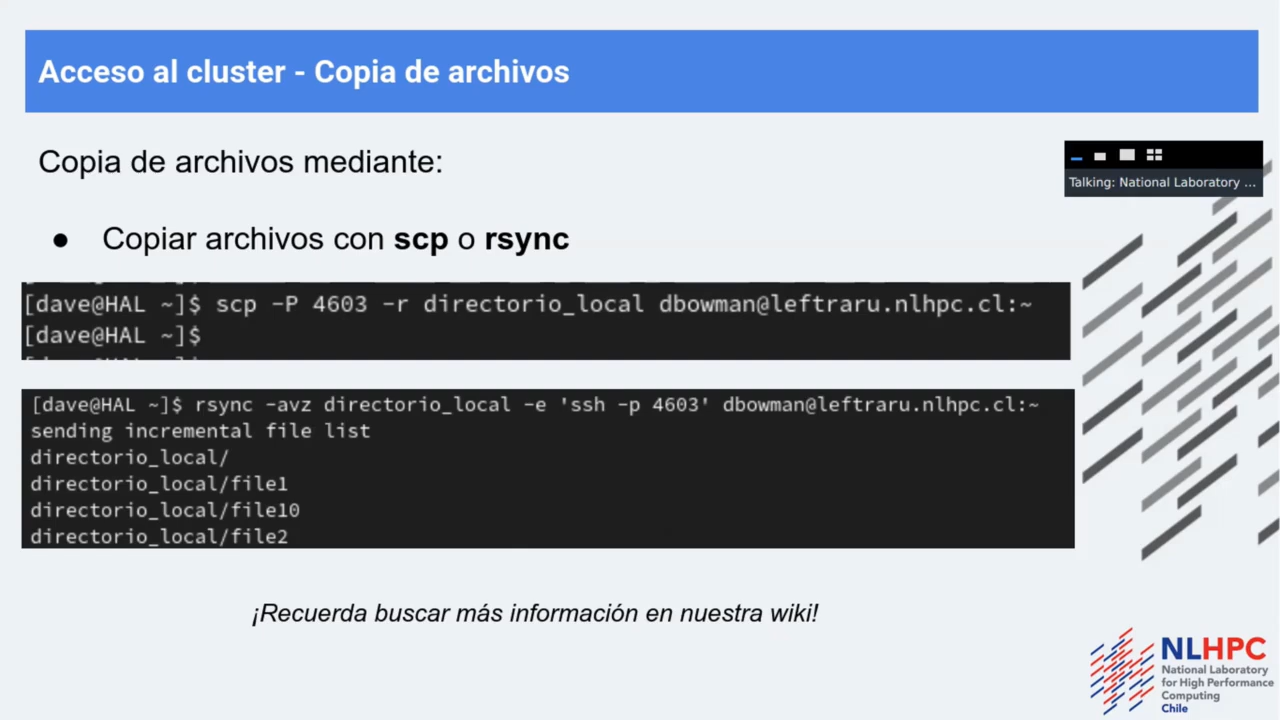 Acceso al cluster - Copia de archivos
Copia de archivos mediante:
Talking: National Laboratory ...
● Copiar archivos con scp o rsync
[dave@HAL ~]$ scp -P 4603 -r directorio_local dbowman@leftraru.nlhpc.cl:~
[dave@HAL ~]$
[dave@HAL ~]$ rsync -avz directorio_local -e 'ssh -p 4603' dbowman@leftraru.nlhpc.cl:~
sending incremental file list
directorio_local/
directorio_local/file1
directorio_local/file10
directorio_local/file2
¡Recuerda buscar más información en nuestra wiki!
NLHPC
National Laboratory
for High Performance
Computing
Chile